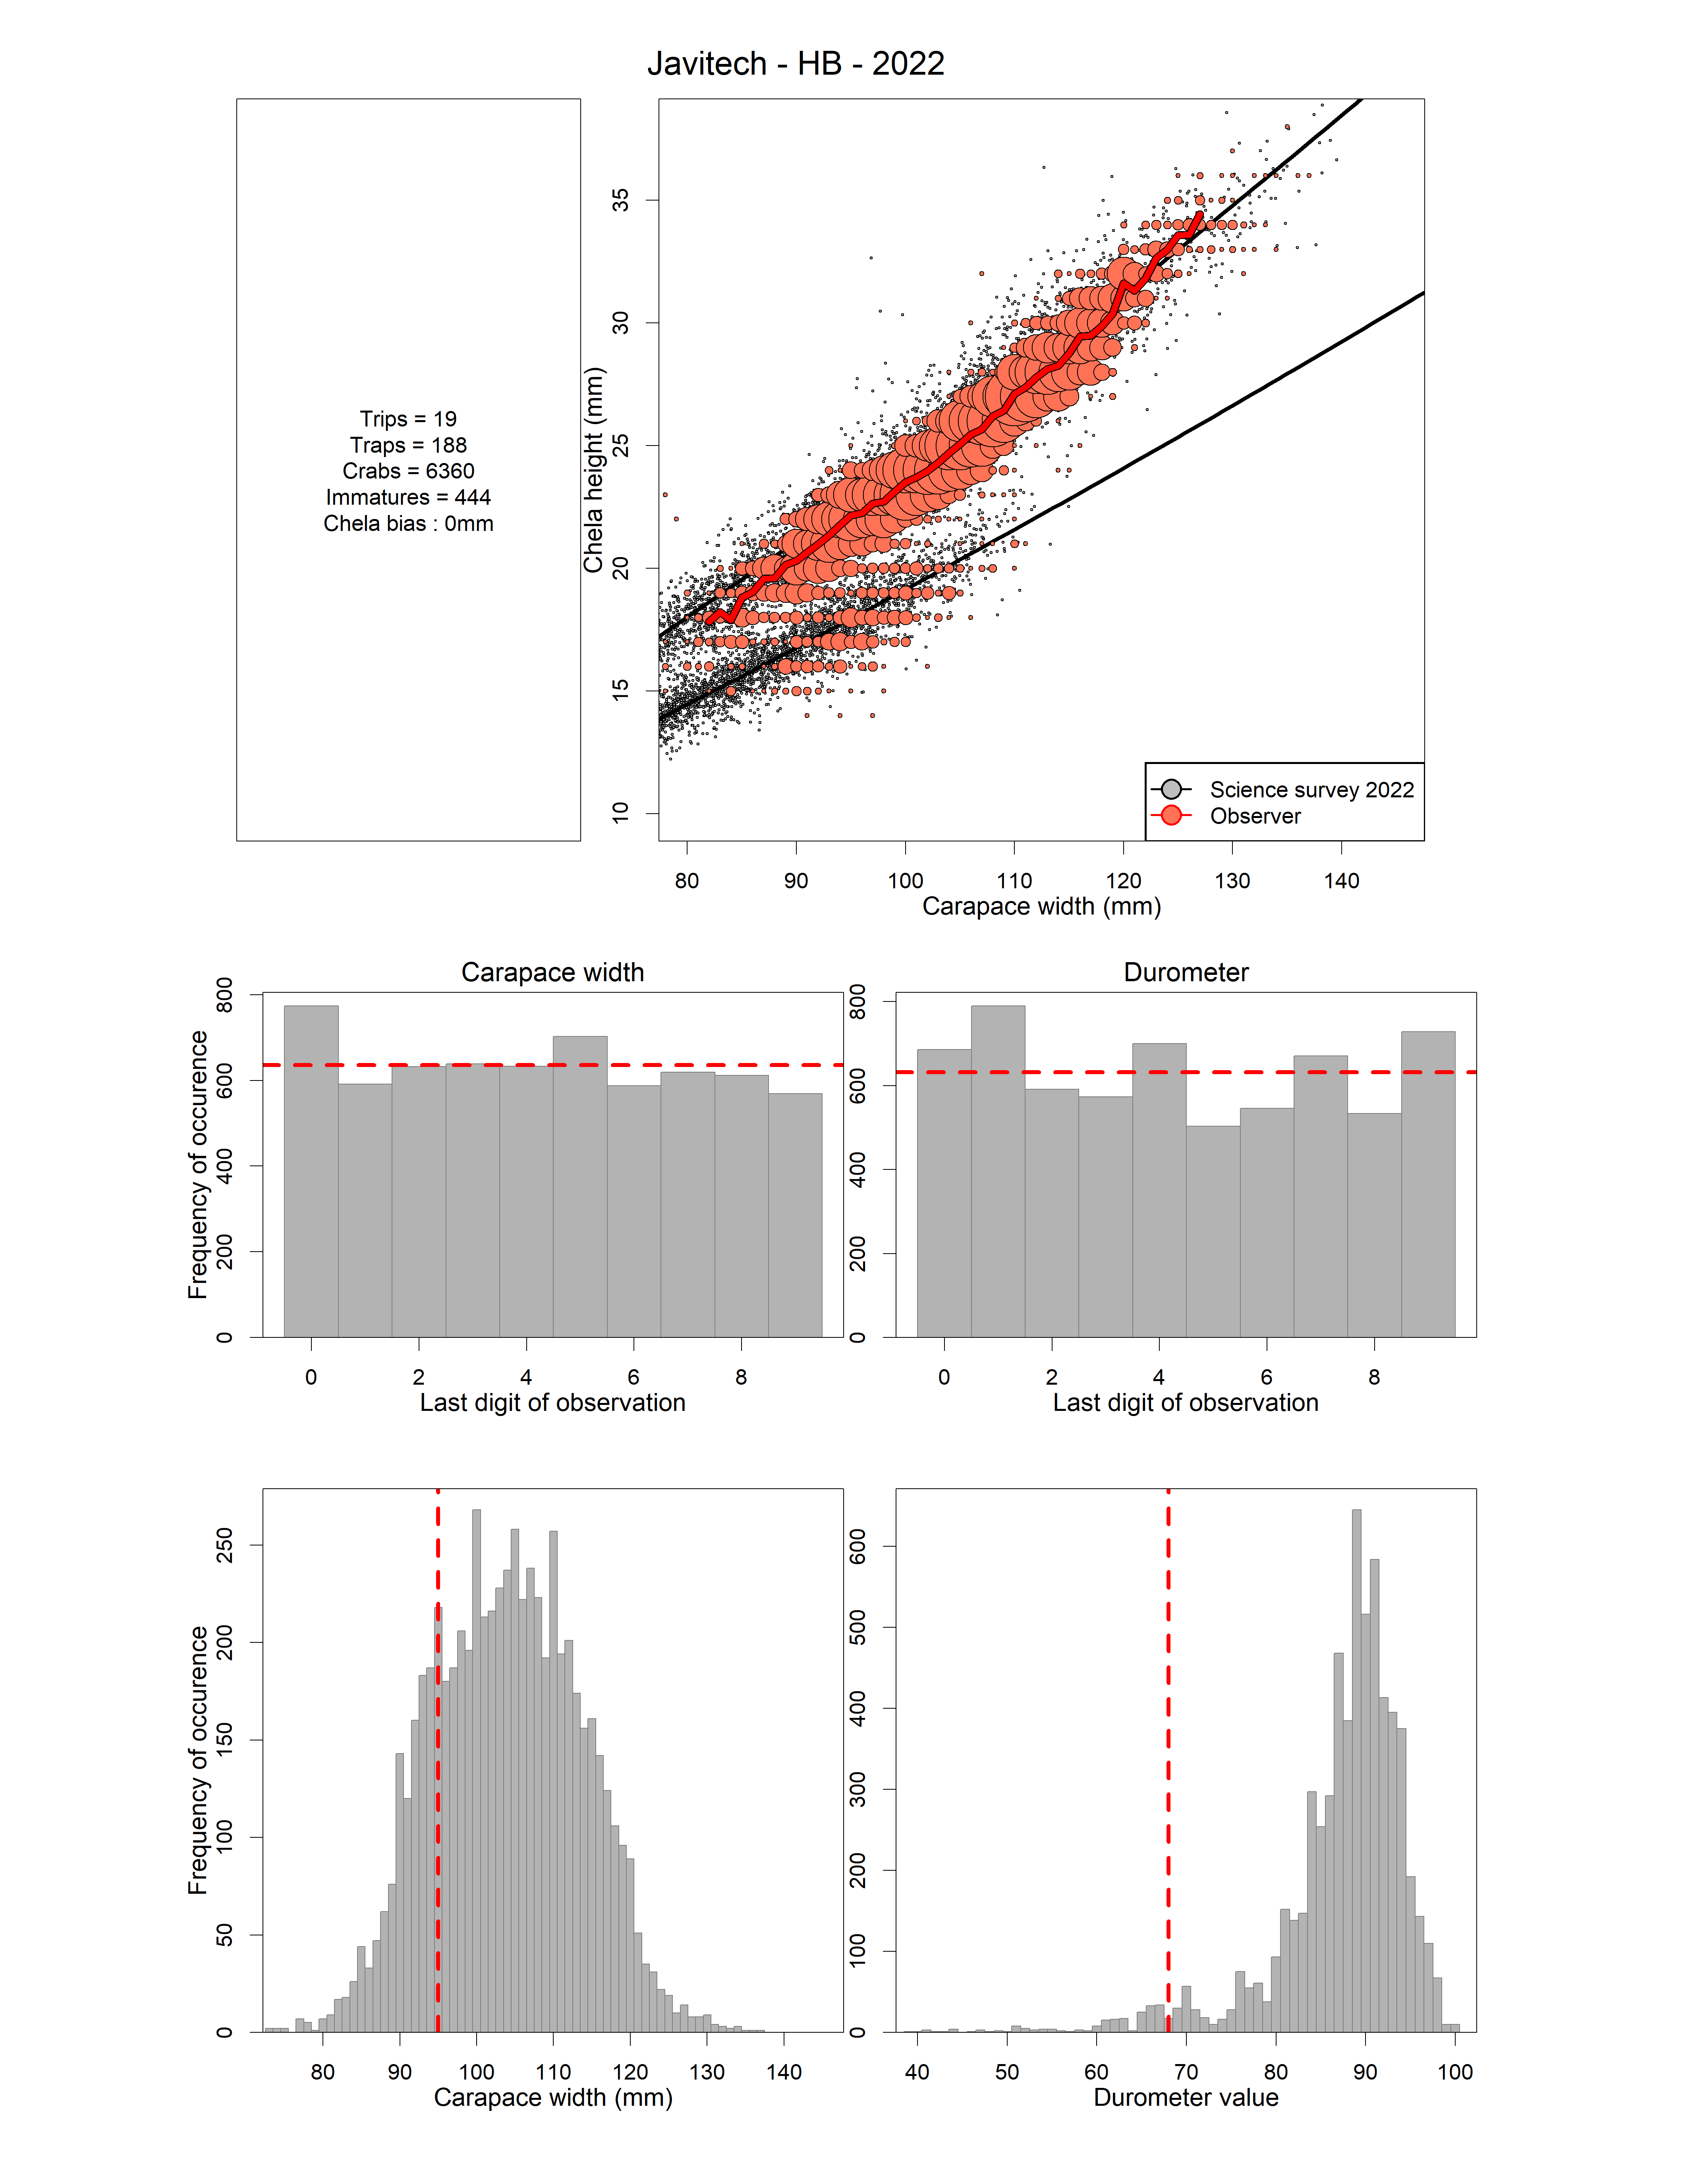 Javitech - HB - 2022
Trips = 19
Traps = 188
Crabs = 6360
Immatures = 444
Chela bias : 0mm
Chela height (mm)
35
30
25
20
15
10
Science survey 2022
Observer
80 90 100 110 120 130 140
Carapace width (mm)
Carapace width
Frequency of occurence
800
600
400
200
0
0 2 4 6 8
Last digit of observation
Durometer
800
600
400
200
0
0 2 4 6 8
Last digit of observation
Frequency of occurence
250
200
150
100
50
0
80 90 100 110 120 130 140
Carapace width (mm)
600
500
400
300
200
100
0
40 50 60 70 80 90 100
Durometer value